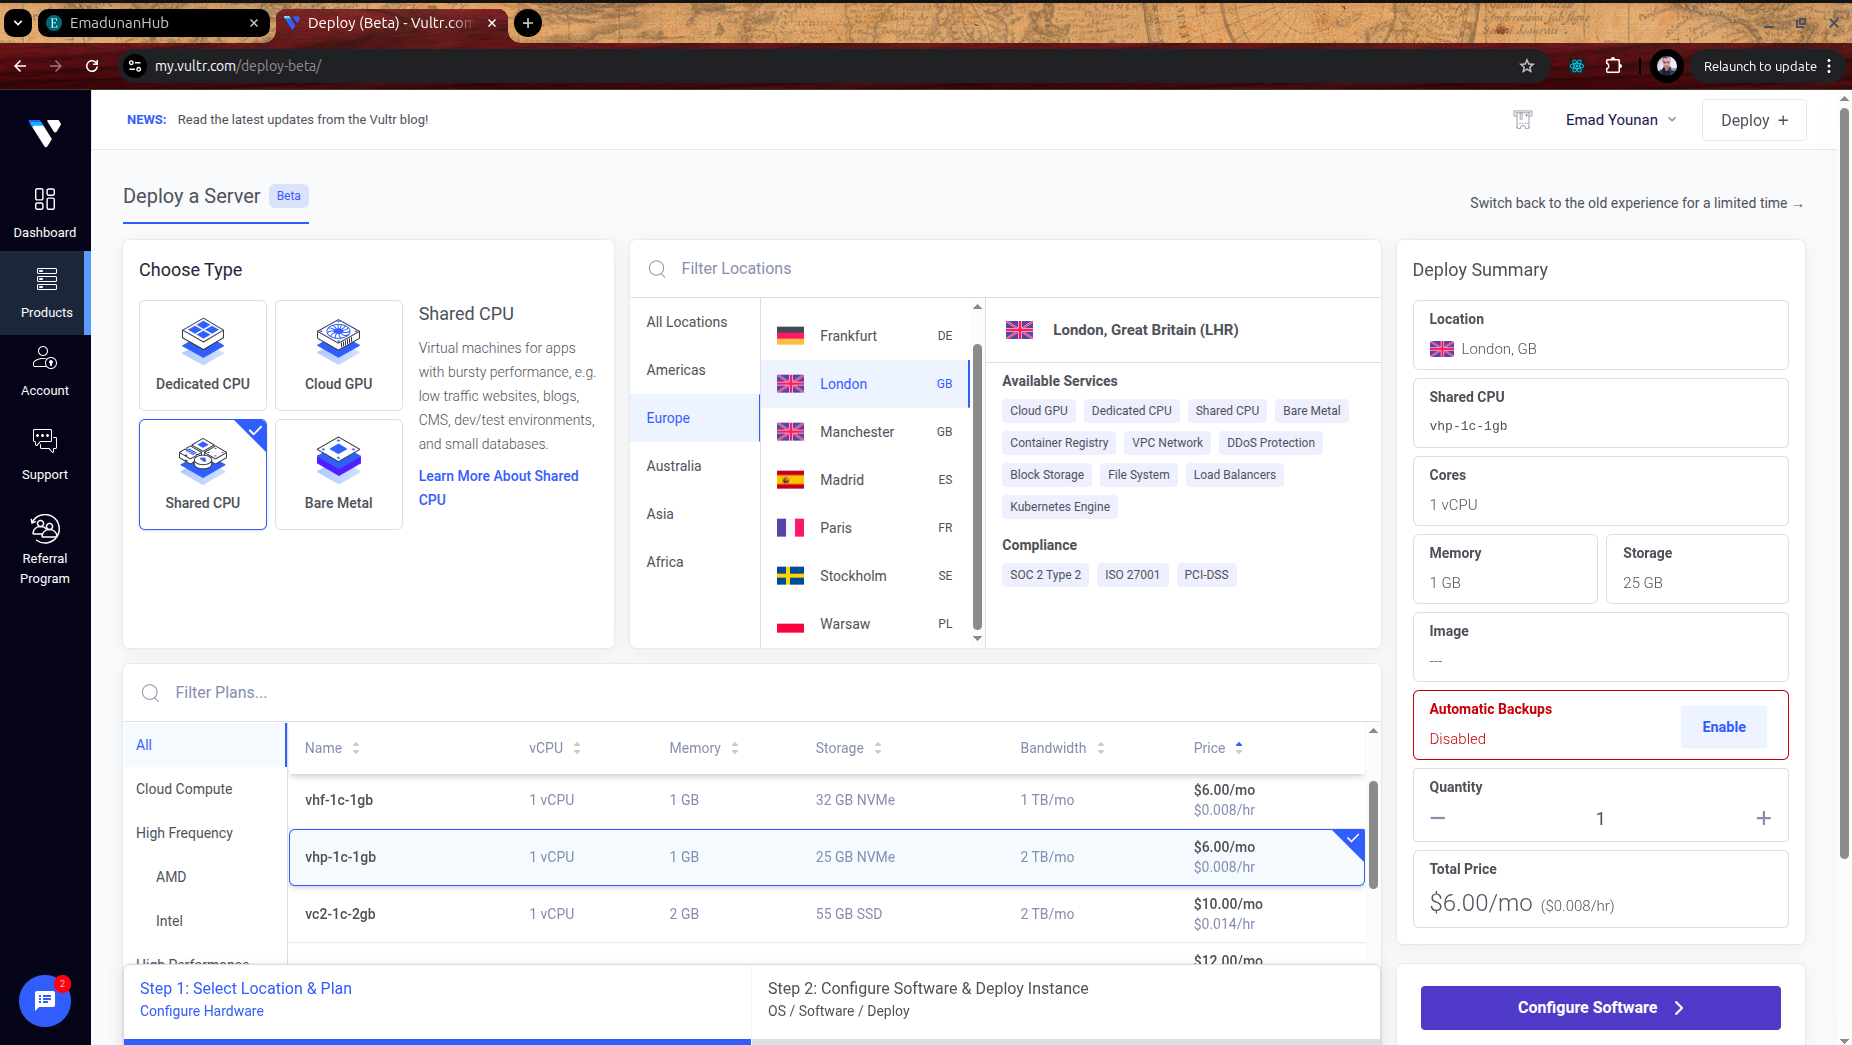 EmadunanHub
Deploy (Beta) - Vultr.com
my.vultr.com/deploy-beta/
Relaunch to update
NEWS: Read the latest updates from the Vultr blog!
Emad Younan
Deploy +
Dashboard
Products
Account
Support
Referral
Program
2
Deploy a Server
Beta
Switch back to the old experience for a limited time →
Choose Type
Dedicated CPU
Cloud GPU
Shared CPU
Bare Metal
Shared CPU
Virtual machines for apps
with bursty performance, e.g.
low traffic websites, blogs,
CMS, dev/test environments,
and small databases.
Learn More About Shared
CPU
Filter Locations
All Locations
Americas
Europe
Australia
Asia
Africa
Frankfurt DE
London GB
Manchester GB
Madrid ES
Paris FR
Stockholm SE
Warsaw PL
London, Great Britain (LHR)
Available Services
Cloud GPU Dedicated CPU Shared CPU Bare Metal
Container Registry VPC Network DDoS Protection
Block Storage File System Load Balancers
Kubernetes Engine
Compliance
SOC 2 Type 2 ISO 27001 PCI-DSS
Filter Plans...
All
Cloud Compute
High Frequency
AMD
Intel
High Performance
Name vCPU Memory Storage Bandwidth Price
vhf-1c-1gb 1 vCPU 1 GB 32 GB NVMe 1 TB/mo $6.00/mo
$0.008/hr
vhp-1c-1gb 1 vCPU 1 GB 25 GB NVMe 2 TB/mo $6.00/mo
$0.008/hr
vc2-1c-2gb 1 vCPU 2 GB 55 GB SSD 2 TB/mo $10.00/mo
$0.014/hr
$12.00/mo
Step 1: Select Location & Plan
Configure Hardware
Step 2: Configure Software & Deploy Instance
OS / Software / Deploy
Deploy Summary
Location
London, GB
Shared CPU
vhp-1c-1gb
Cores
1 vCPU
Memory
1 GB
Storage
25 GB
Image
---
Automatic Backups
Disabled
Enable
Quantity
− 1 +
Total Price
$6.00/mo ($0.008/hr)
Configure Software